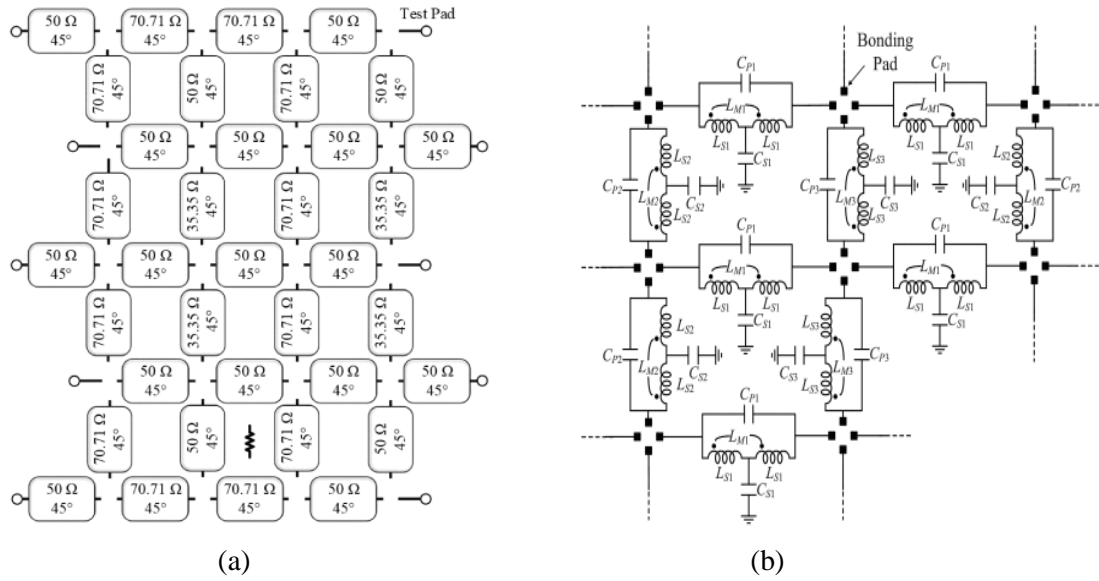 50 Ω 45° 70.71 Ω 45° 70.71 Ω 45° 50 Ω 45° Test Pad
70.71 Ω 45° 50 Ω 45° 70.71 Ω 45° 50 Ω 45°
50 Ω 45° 50 Ω 45° 50 Ω 45° 50 Ω 45°
70.71 Ω 45° 35.35 Ω 45° 70.71 Ω 45° 35.35 Ω 45°
50 Ω 45° 50 Ω 45° 50 Ω 45° 50 Ω 45°
70.71 Ω 45° 35.35 Ω 45° 70.71 Ω 45° 35.35 Ω 45°
50 Ω 45° 50 Ω 45° 50 Ω 45° 50 Ω 45°
70.71 Ω 45° 50 Ω 45° 70.71 Ω 45° 50 Ω 45°
50 Ω 45° 70.71 Ω 45° 70.71 Ω 45° 50 Ω 45°
(a)
Bonding
Pad
CP1 CP1
LM1 LM1
LS1 LS1 LS1 LS1
CS1 CS1
LS2 LS3 LS2
CP2 LM2 CS2 CP3 LM3 CS3 CS2 LM2 CP2
LS2 LS3 LS2
CP1 CP1
LM1 LM1
LS1 LS1 LS1 LS1
CS1 CS1
LS2 LS3
CP2 LM2 CS2 CS3 LM3 CP3
LS2 LS3
CP1
LM1
LS1 LS1
CS1
(b)